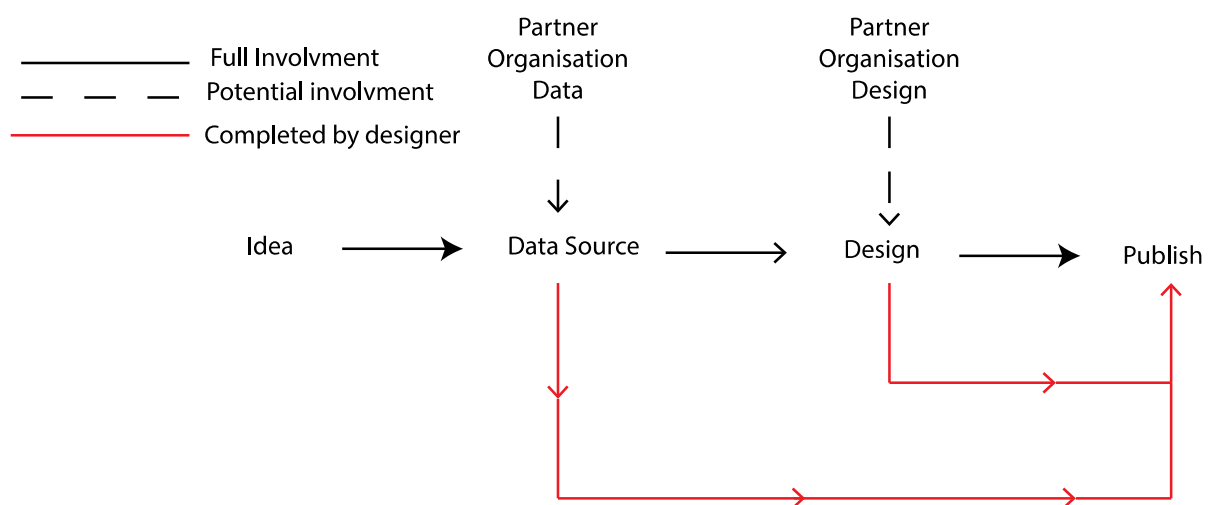 Full Involvment
Potential involvment
Completed by designer
Partner
Organisation
Data
Partner
Organisation
Design
Idea
Data Source
Design
Publish